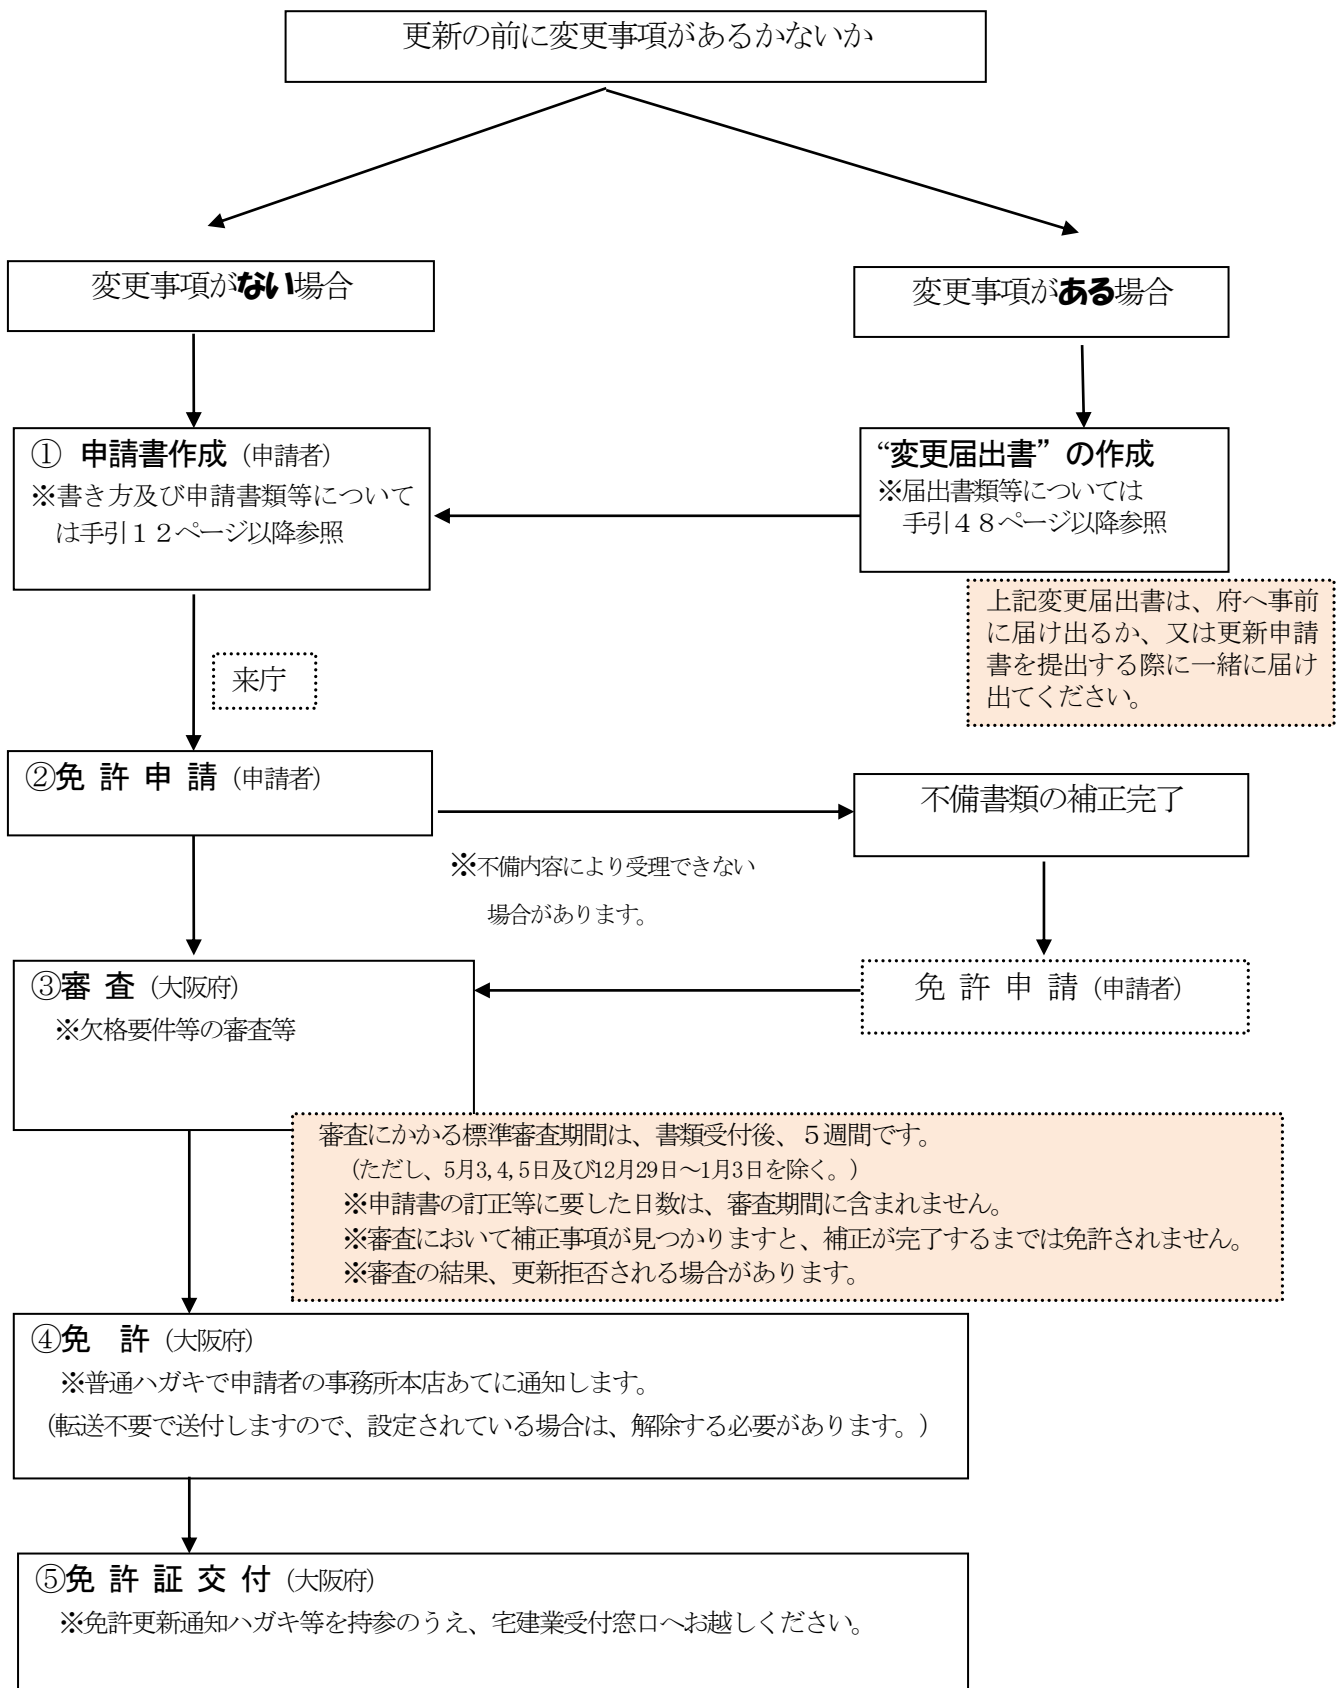 更新の前に変更事項があるかないか
変更事項がない場合
変更事項がある場合
① 申請書作成（申請者）
※書き方及び申請書類等について
は手引１２ページ以降参照
“変更届出書”の作成
※届出書類等については
手引４８ページ以降参照
上記変更届出書は、府へ事前
に届け出るか、又は更新申請
書を提出する際に一緒に届け
出てください。
来庁
②免 許 申 請（申請者）
不備書類の補正完了
※不備内容により受理できない
場合があります。
③審 査（大阪府）
※欠格要件等の審査等
免 許 申 請（申請者）
審査にかかる標準審査期間は、書類受付後、５週間です。
（ただし、5月3,4,5日及び12月29日～1月3日を除く。）
※申請書の訂正等に要した日数は、審査期間に含まれません。
※審査において補正事項が見つかりますと、補正が完了するまでは免許されません。
※審査の結果、更新拒否される場合があります。
④免　許（大阪府）
※普通ハガキで申請者の事務所本店あてに通知します。
（転送不要で送付しますので、設定されている場合は、解除する必要があります。）
⑤免 許 証 交 付（大阪府）
※免許更新通知ハガキ等を持参のうえ、宅建業受付窓口へお越しください。